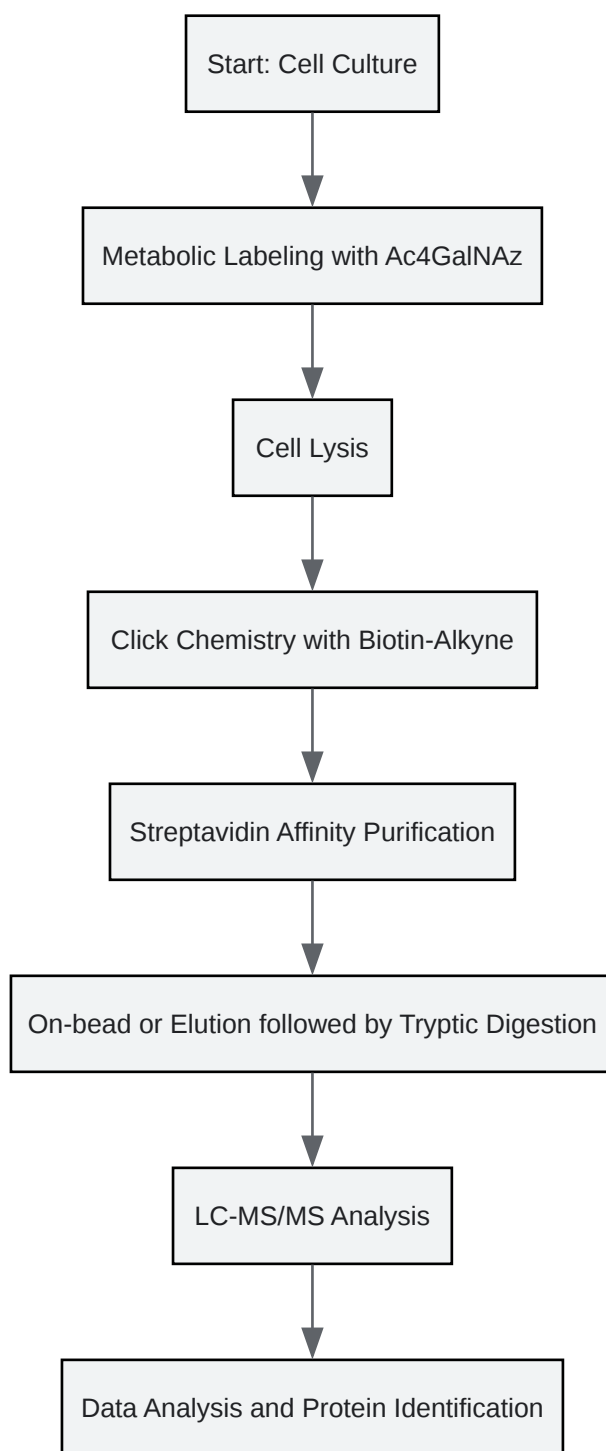 Start: Cell Culture
Metabolic Labeling with Ac4GalNAz
Cell Lysis
Click Chemistry with Biotin-Alkyne
Streptavidin Affinity Purification
On-bead or Elution followed by Tryptic Digestion
LC-MS/MS Analysis
Data Analysis and Protein Identification